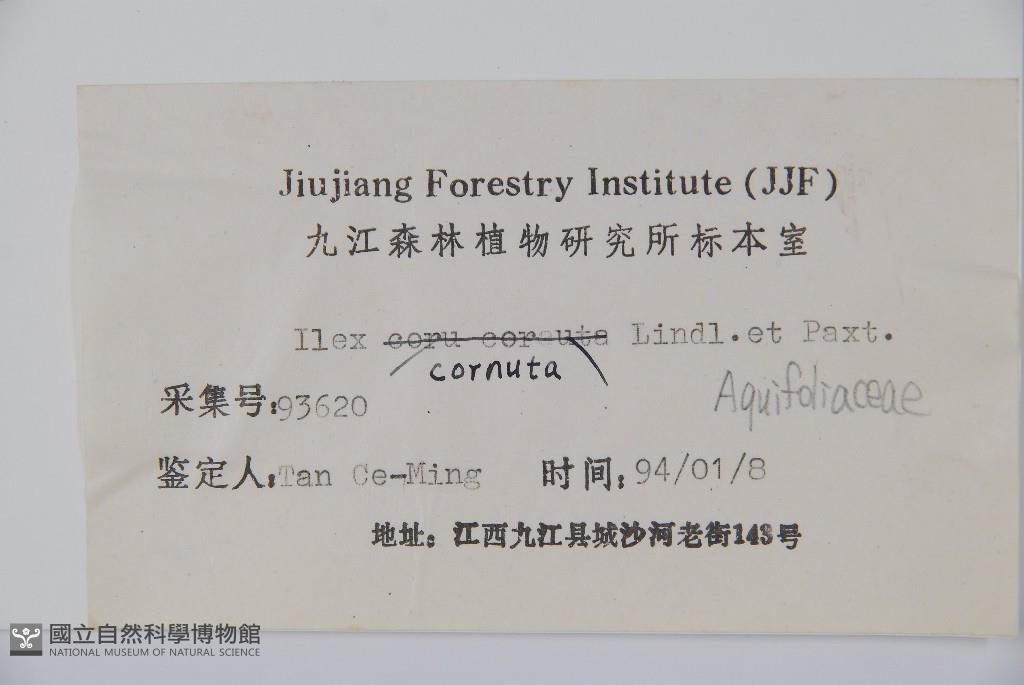 Jiujiang Forestry Institute (JJF)
九江森林植物研究所标本室
Ilex coru corcuta Lindl.et Paxt.
cornuta
Aquifoliaceae
采集号:93620
鉴定人:Tan Ce-Ming 时间:94/01/8
地址:江西九江县城沙河老街143号
國立自然科學博物館
NATIONAL MUSEUM OF NATURAL SCIENCE